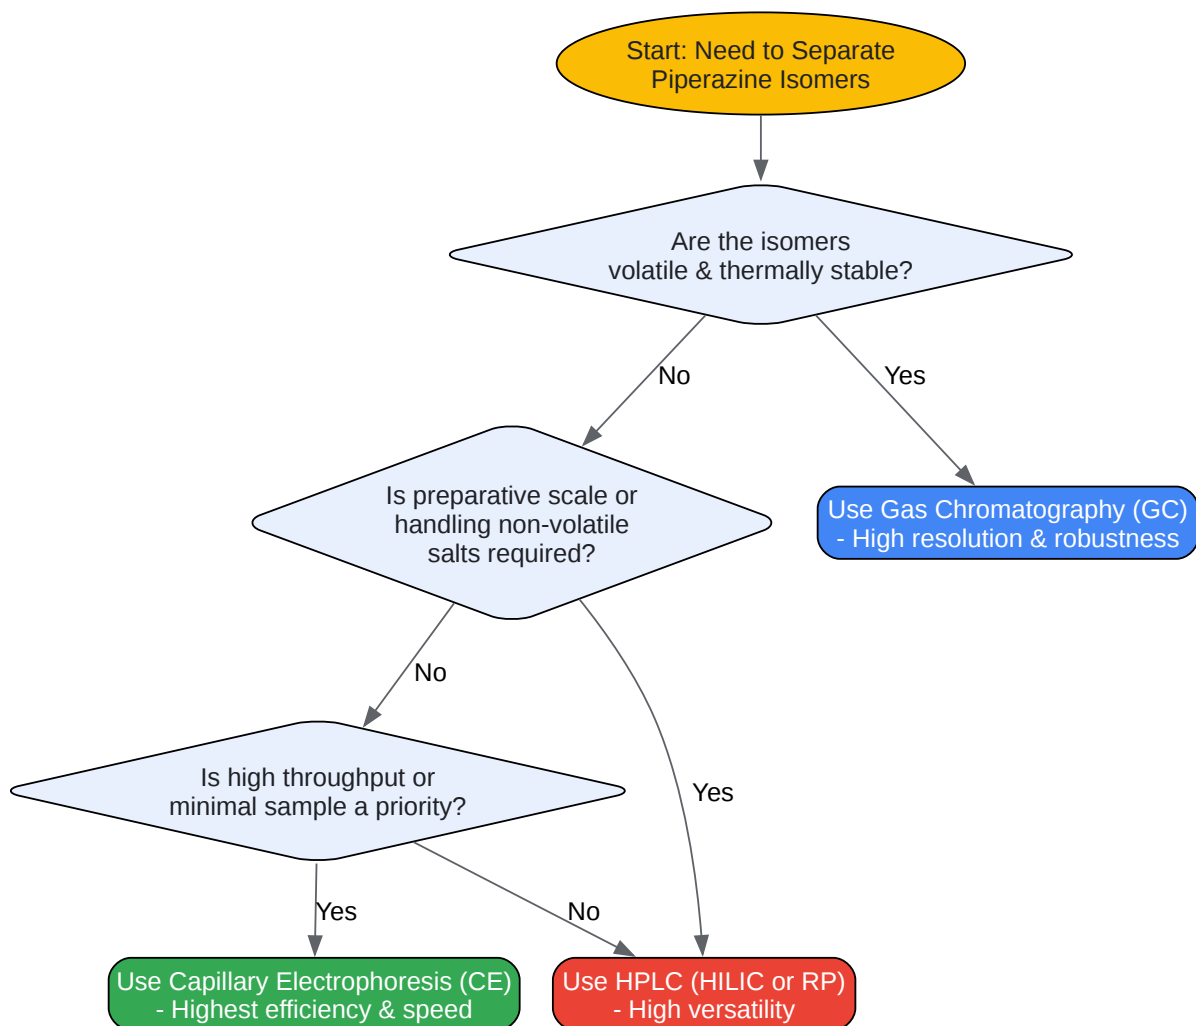 Start: Need to Separate
Piperazine Isomers
Are the isomers
volatile & thermally stable?
No
Yes
Is preparative scale or
handling non-volatile
salts required?
Use Gas Chromatography (GC)
- High resolution & robustness
No
Yes
Is high throughput or
minimal sample a priority?
Yes
No
Use Capillary Electrophoresis (CE)
- Highest efficiency & speed
Use HPLC (HILIC or RP)
- High versatility